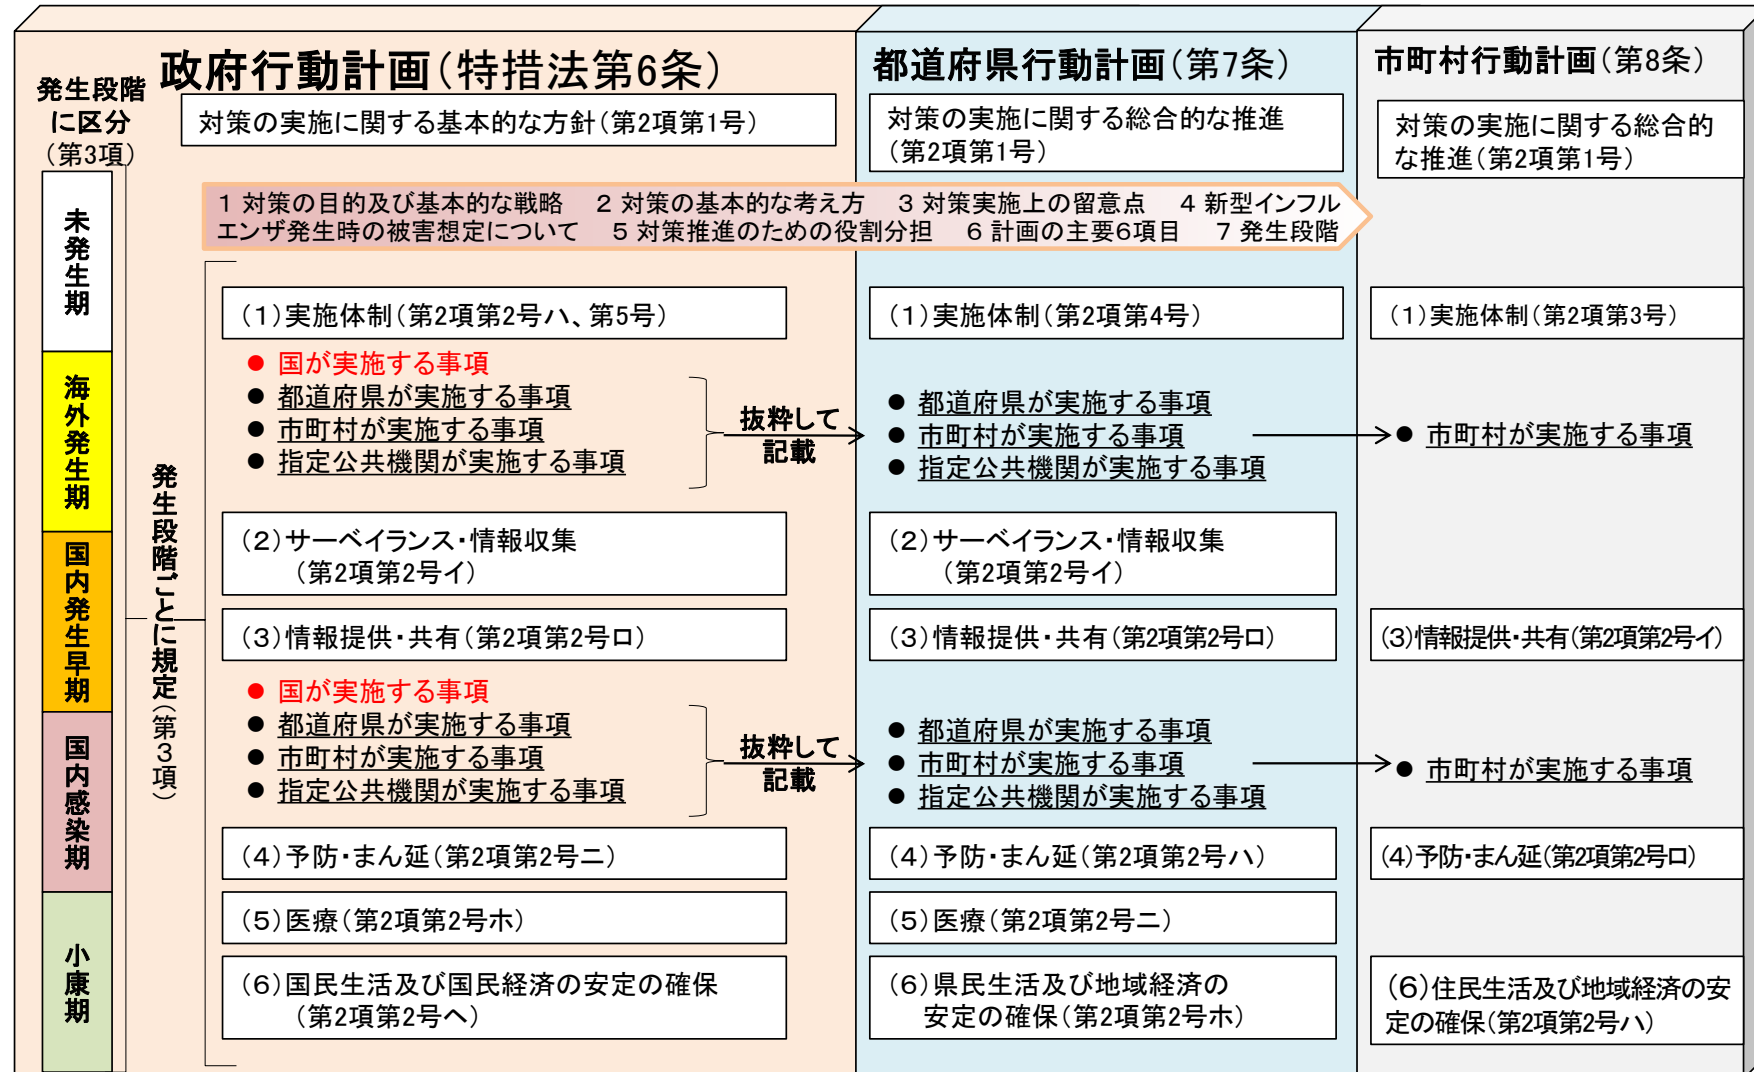 政府行動計画（特措法第6条）
発生段階
に区分
（第3項）
対策の実施に関する基本的な方針（第2項第1号）
未発生期
海外発生期
国内発生早期
国内感染期
小康期
発生段階ごとに規定（第3項）
1 対策の目的及び基本的な戦略　2 対策の基本的な考え方　3 対策実施上の留意点　4 新型インフル
エンザ発生時の被害想定について　5 対策推進のための役割分担　6 計画の主要6項目　7 発生段階
（1）実施体制（第2項第2号ハ、第5号）
● 国が実施する事項
● 都道府県が実施する事項
● 市町村が実施する事項
● 指定公共機関が実施する事項
抜粋して
記載
（2）サーベイランス・情報収集
（第2項第2号イ）
（3）情報提供・共有（第2項第2号ロ）
● 国が実施する事項
● 都道府県が実施する事項
● 市町村が実施する事項
● 指定公共機関が実施する事項
抜粋して
記載
（4）予防・まん延（第2項第2号ニ）
（5）医療（第2項第2号ホ）
（6）国民生活及び国民経済の安定の確保
（第2項第2号ヘ）
都道府県行動計画（第7条）
対策の実施に関する総合的な推進
（第2項第1号）
（1）実施体制（第2項第4号）
● 都道府県が実施する事項
● 市町村が実施する事項
● 指定公共機関が実施する事項
（2）サーベイランス・情報収集
（第2項第2号イ）
（3）情報提供・共有（第2項第2号ロ）
● 都道府県が実施する事項
● 市町村が実施する事項
● 指定公共機関が実施する事項
（4）予防・まん延（第2項第2号ハ）
（5）医療（第2項第2号ニ）
（6）県民生活及び地域経済の
安定の確保（第2項第2号ホ）
市町村行動計画（第8条）
対策の実施に関する総合的
な推進（第2項第1号）
（1）実施体制（第2項第3号）
● 市町村が実施する事項
（3）情報提供・共有（第2項第2号イ）
● 市町村が実施する事項
（4）予防・まん延（第2項第2号ロ）
（6）住民生活及び地域経済の安
定の確保（第2項第2号ハ）